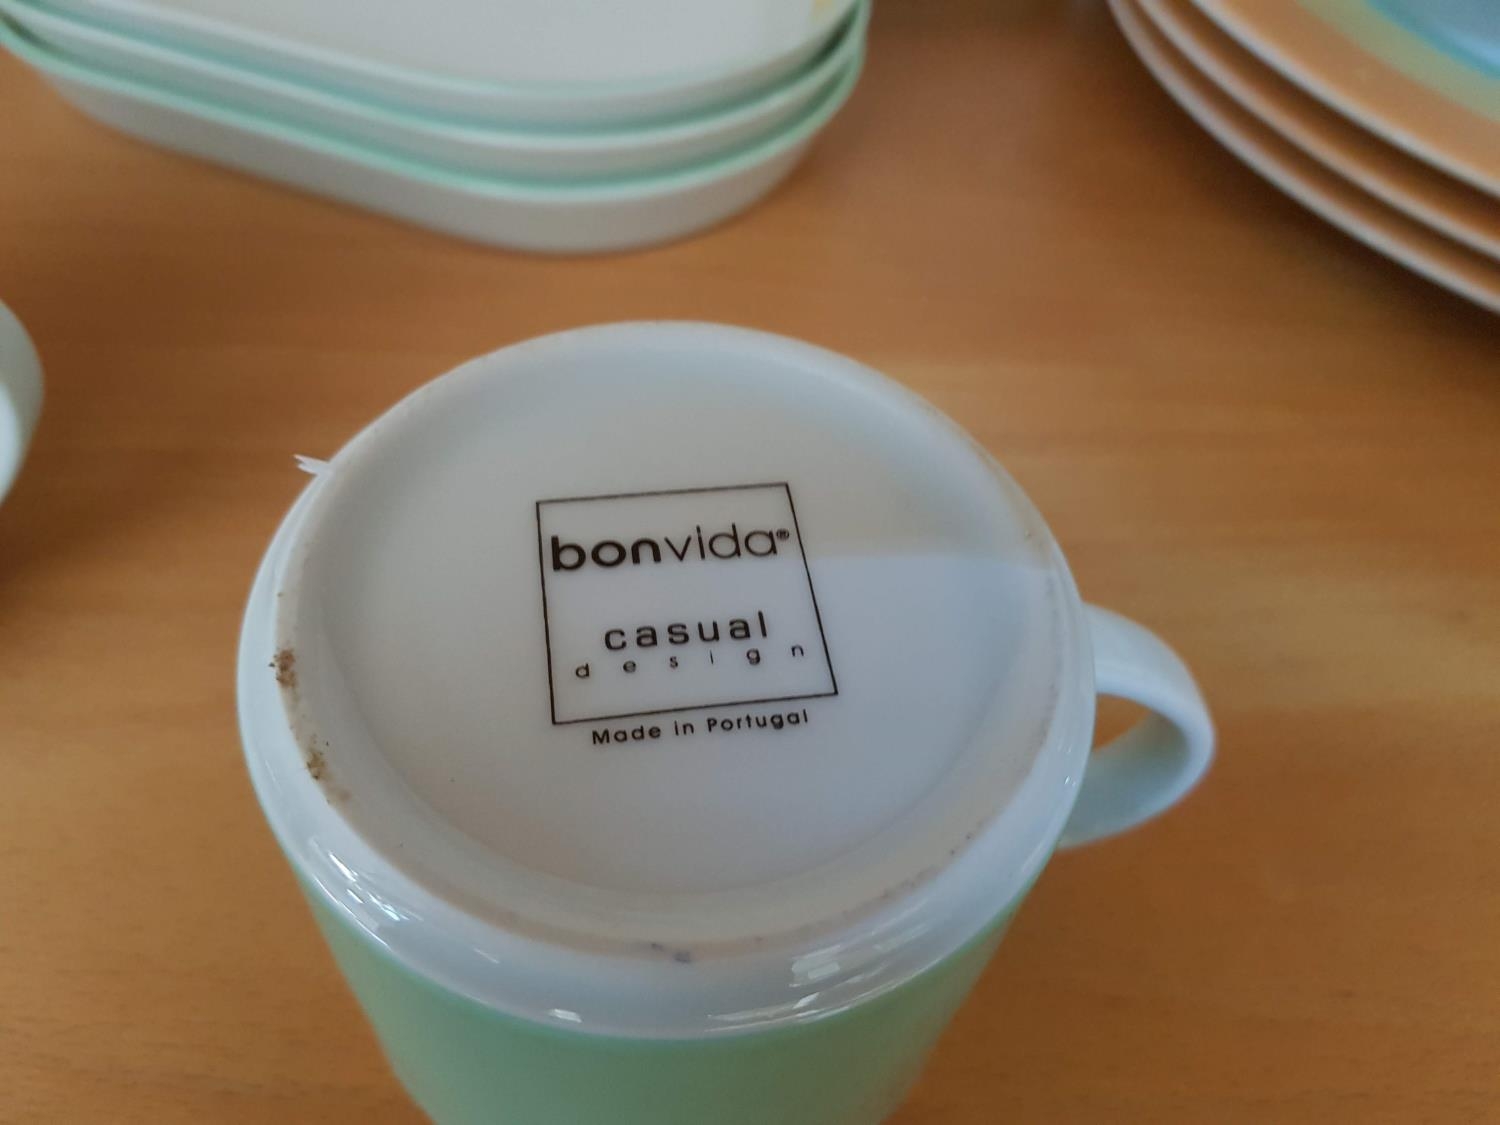 bonvida®
casual
design
Made in Portugal